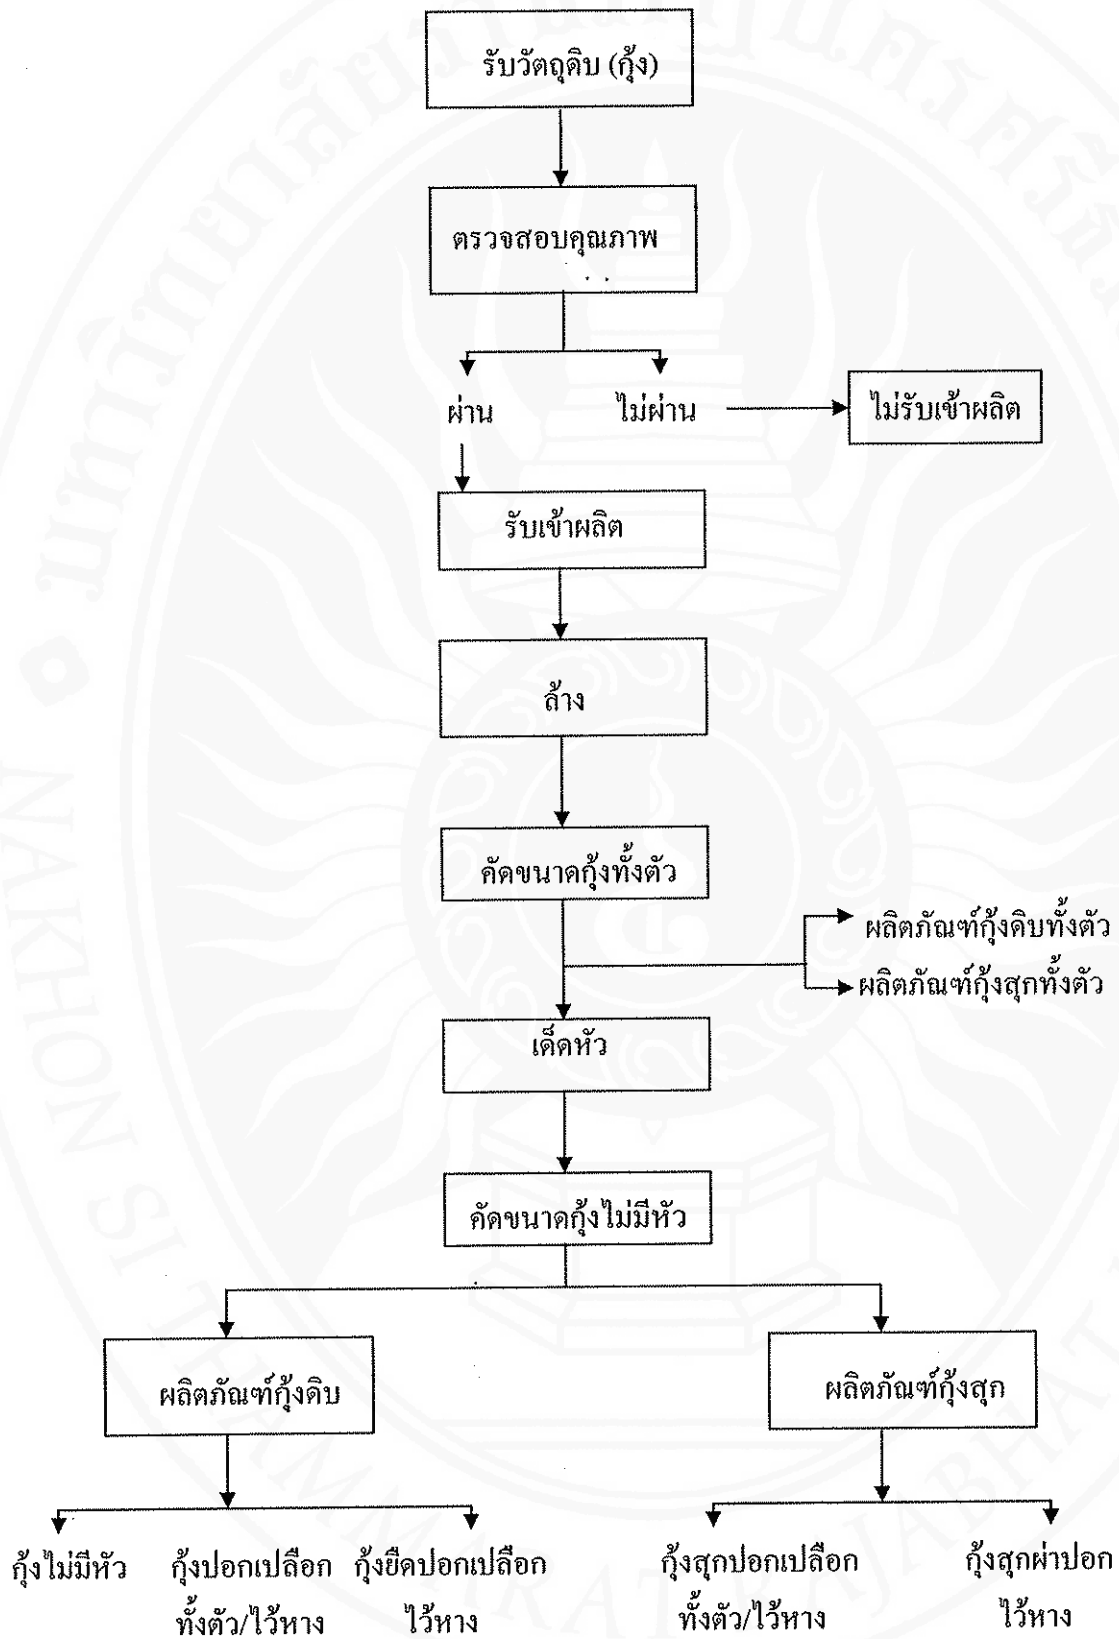 รับวัตถุดิบ (กุ้ง)
ตรวจสอบคุณภาพ
ผ่าน
ไม่ผ่าน
ไม่รับเข้าผลิต
รับเข้าผลิต
ล้าง
คัดขนาดกุ้งทั้งตัว
ผลิตภัณฑ์กุ้งดิบทั้งตัว
ผลิตภัณฑ์กุ้งสุกทั้งตัว
เด็ดหัว
คัดขนาดกุ้งไม่มีหัว
ผลิตภัณฑ์กุ้งดิบ
ผลิตภัณฑ์กุ้งสุก
กุ้งไม่มีหัว
กุ้งปอกเปลือก
ทั้งตัว/ไว้หาง
กุ้งยืดปอกเปลือก
ไว้หาง
กุ้งสุกปอกเปลือก
ทั้งตัว/ไว้หาง
กุ้งสุกผ่าปอก
ไว้หาง
NAKHON SI THAMMARAT RAJABHAT